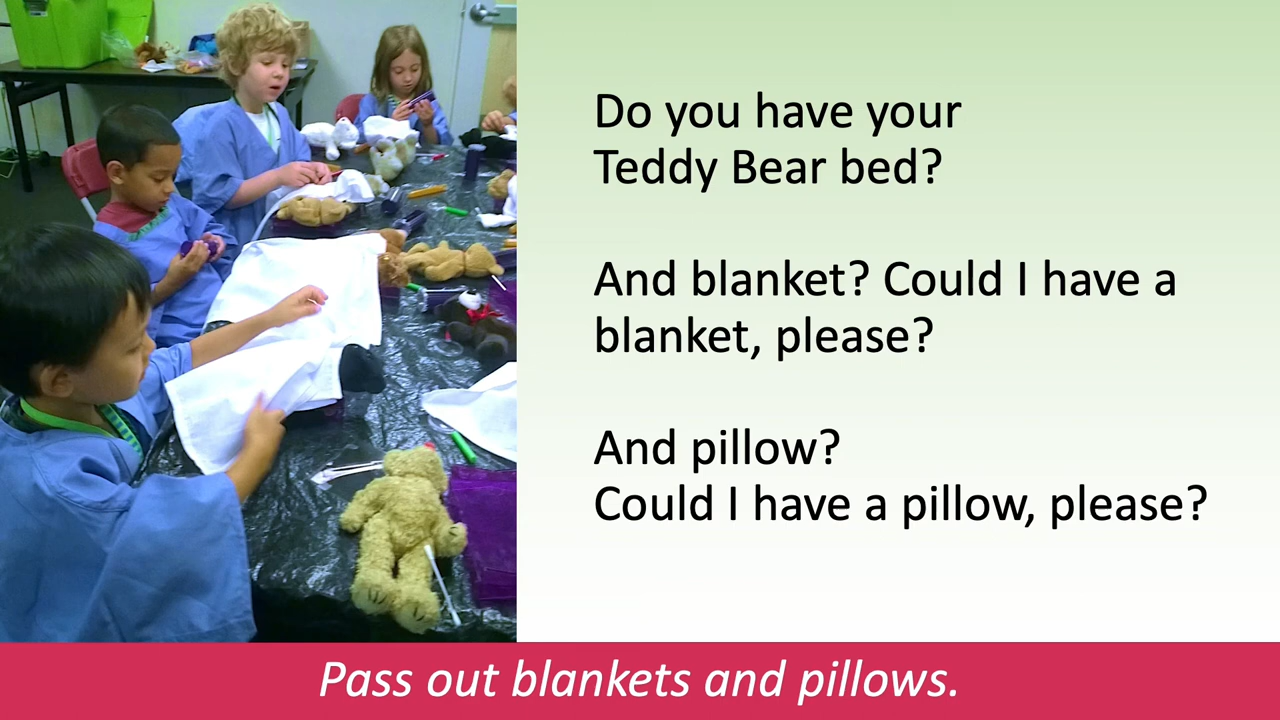 Do you have your
Teddy Bear bed?
And blanket? Could I have a
blanket, please?
And pillow?
Could I have a pillow, please?
Pass out blankets and pillows.